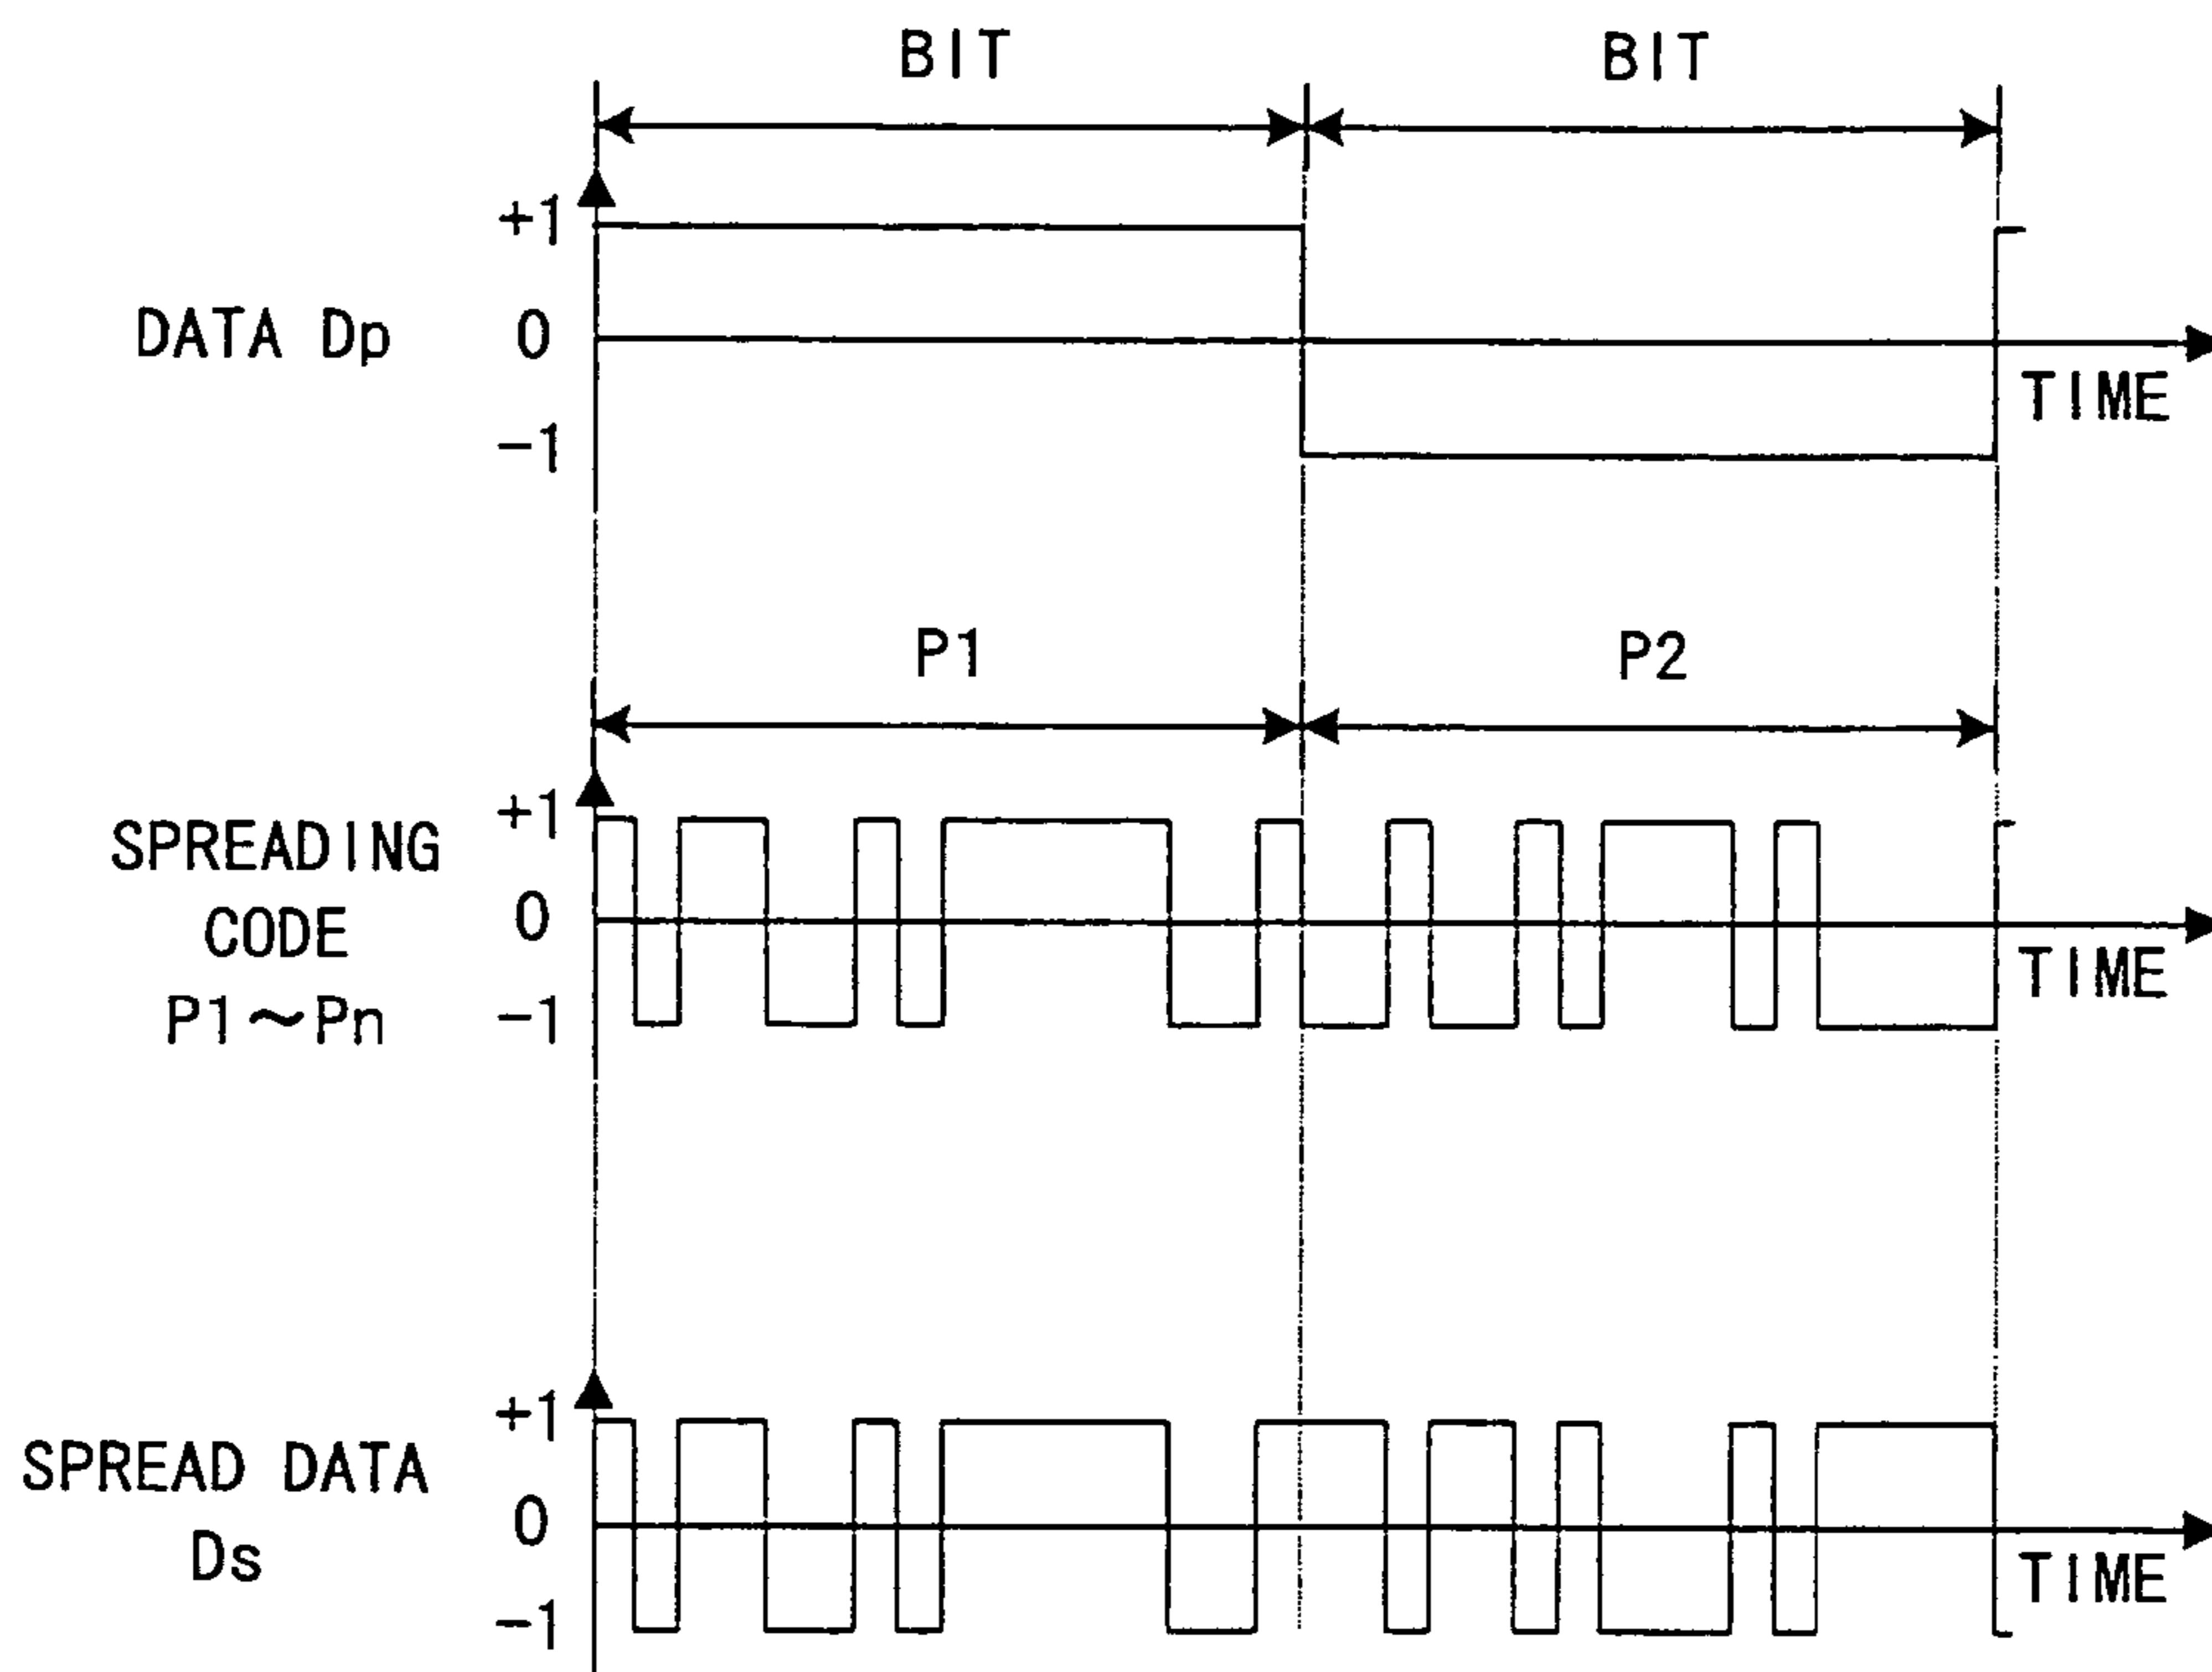 BIT BIT
+1
DATA Dp 0
TIME
-1
P1 P2
+1
SPREADING
CODE 0
TIME
P1～Pn -1
+1
SPREAD DATA
0
Ds TIME
-1